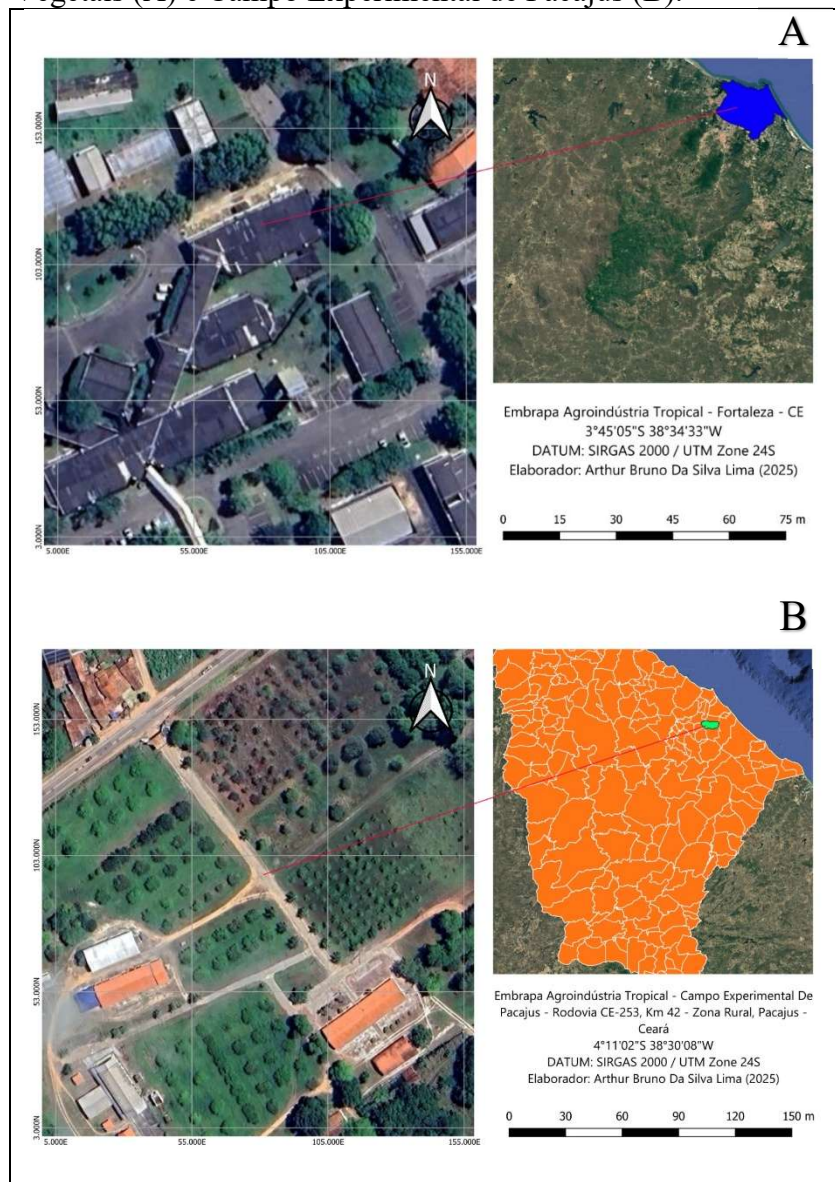 Vegetais (A) e Campo Experimental de Pacajus (B).
A
N
153.000N
103.000N
53.000N
3.000N
5.000E
55.000E
105.000E
155.000E
Embrapa Agroindústria Tropical - Fortaleza - CE
3°45'05"S 38°34'33"W
DATUM: SIRGAS 2000 / UTM Zone 24S
Elaborador: Arthur Bruno Da Silva Lima (2025)
0 15 30 45 60 75 m
B
N
153.000N
103.000N
53.000N
3.000N
5.000E
55.000E
105.000E
155.000E
Embrapa Agroindústria Tropical - Campo Experimental De
Pacajus - Rodovia CE-253, Km 42 - Zona Rural, Pacajus -
Ceará
4°11'02"S 38°30'08"W
DATUM: SIRGAS 2000 / UTM Zone 24S
Elaborador: Arthur Bruno Da Silva Lima (2025)
0 30 60 90 120 150 m